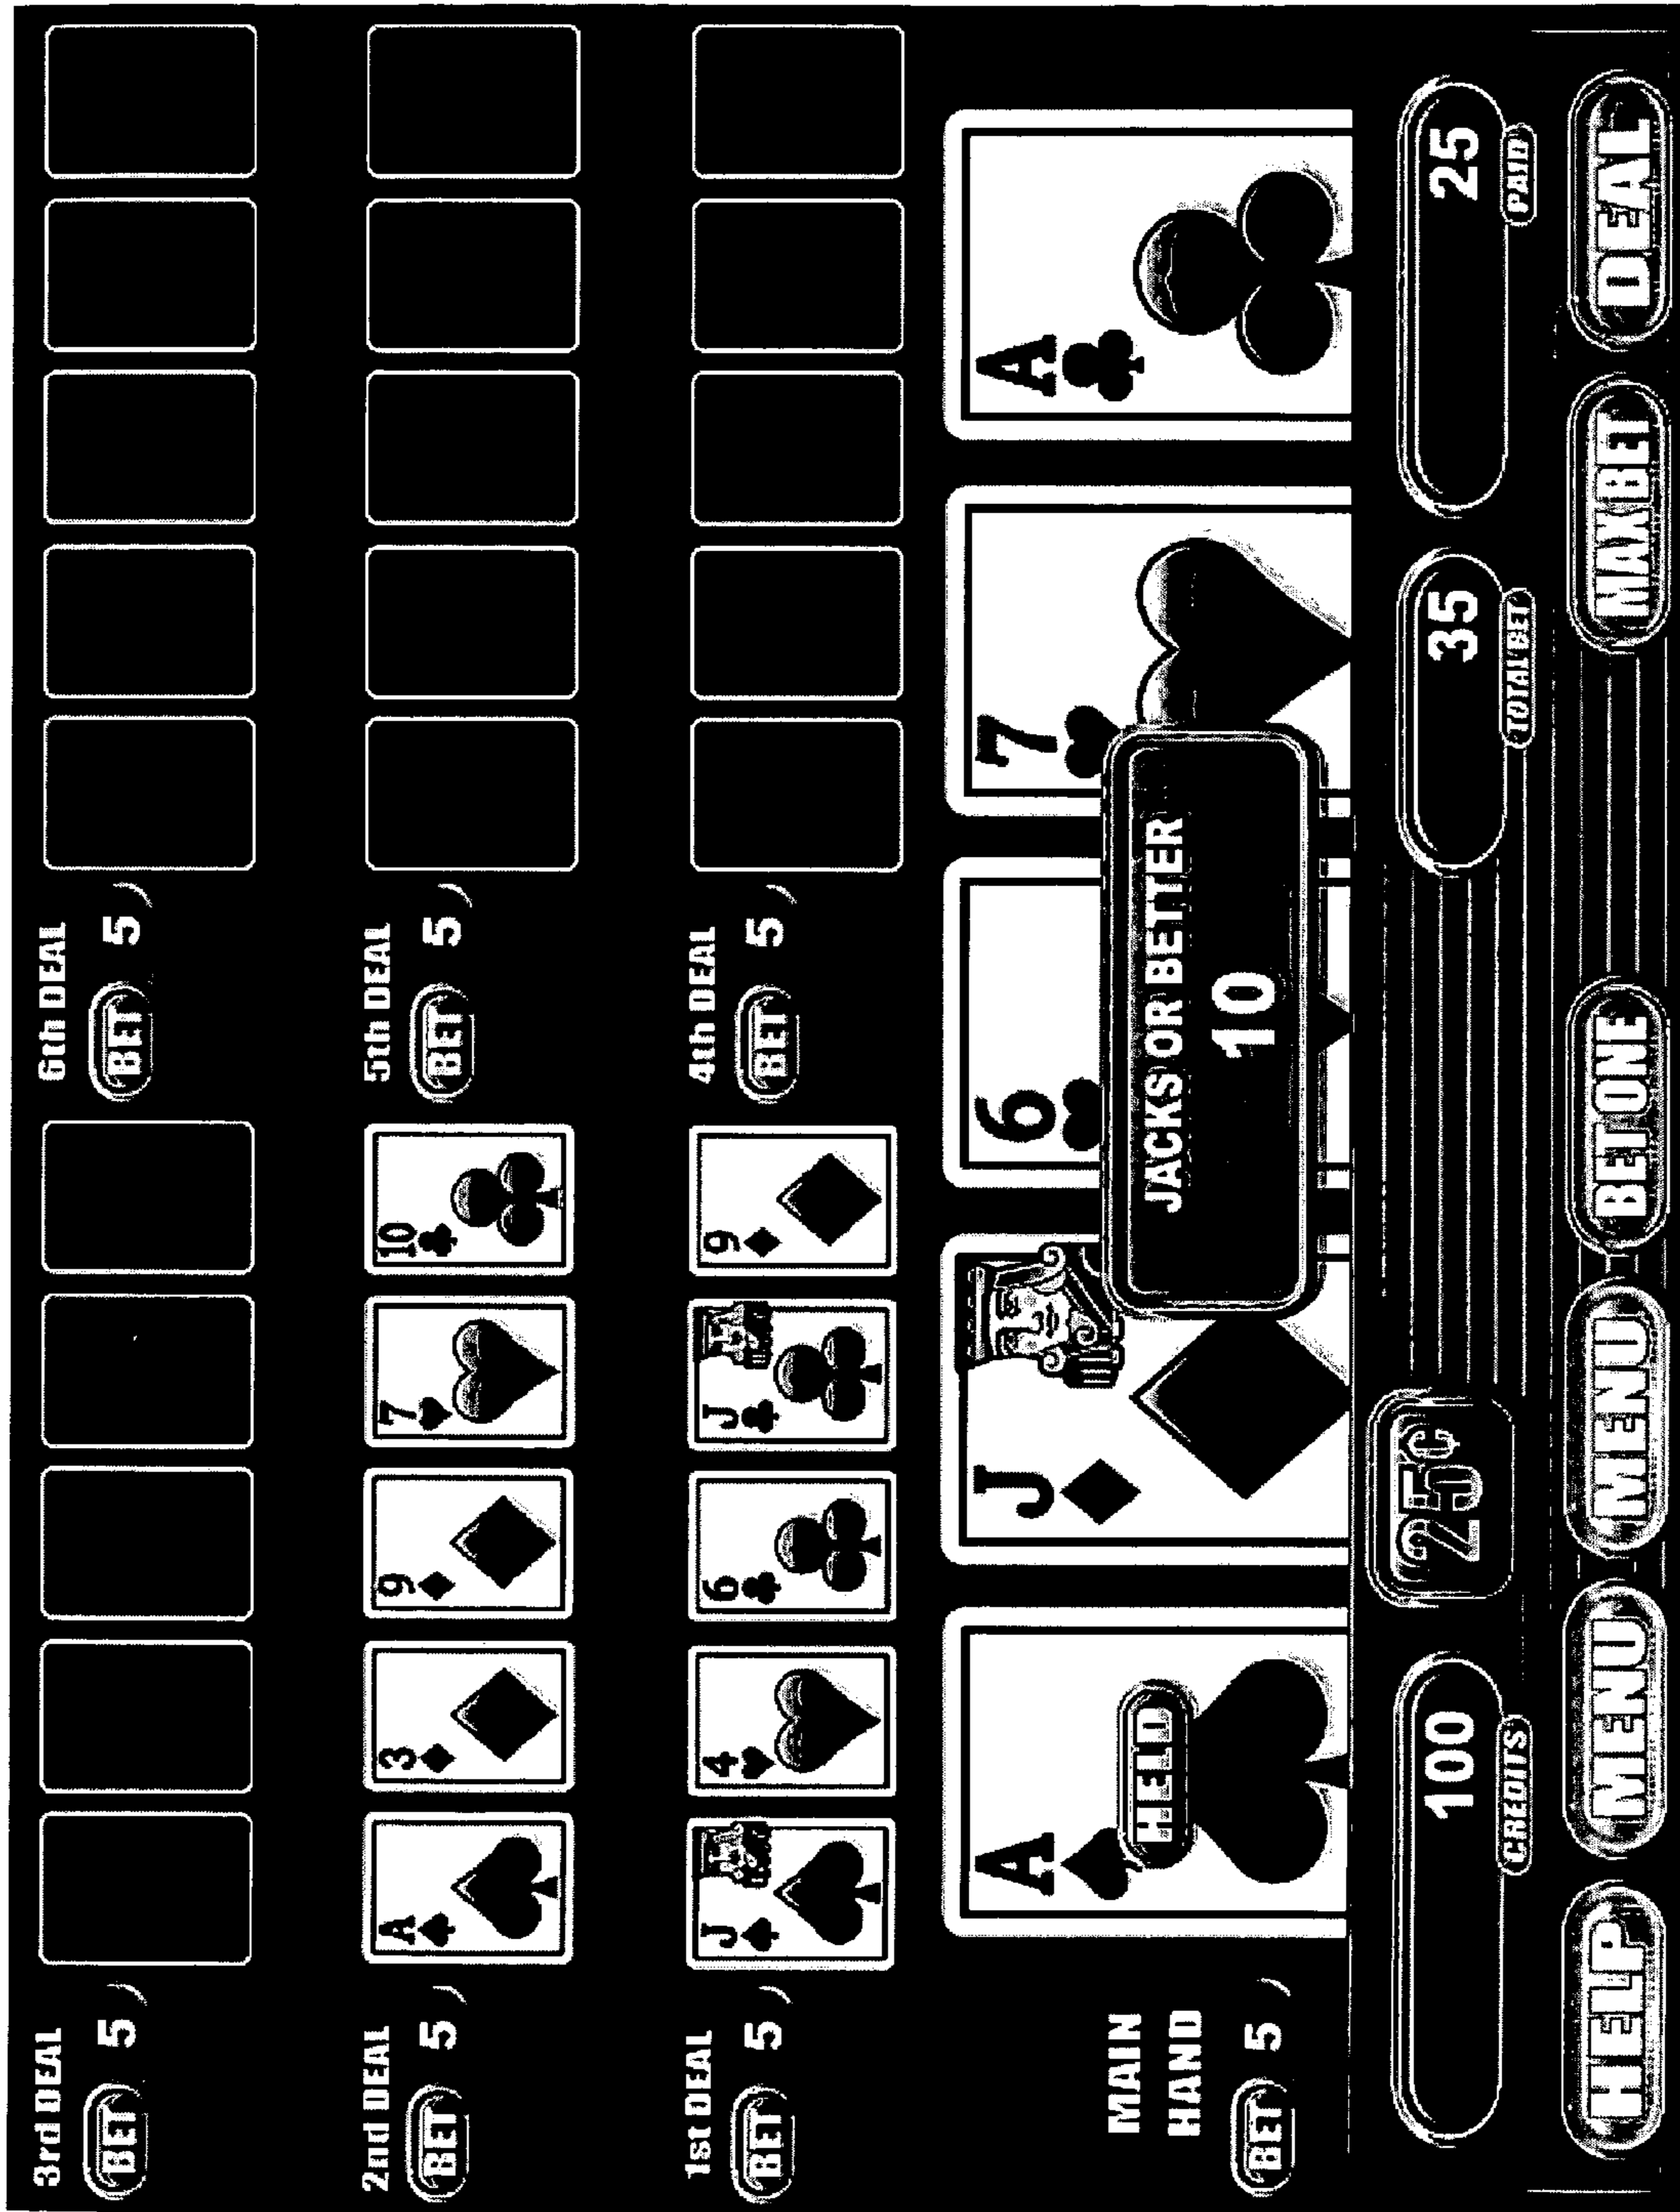 3rd DEAL
BET 5
6th DEAL
BET 5
2nd DEAL
BET 5
A 3 9 7 10
5th DEAL
BET 5
1st DEAL
BET 5
J 4 6 J 9
4th DEAL
BET 5
MAIN
HAND
BET 5
A J 6 7 A
HELD
JACKS OR BETTER
10
100
CREDITS
25¢
35
TOTAL BET
25
PAID
HELP MENU MENU BET ONE MAX BET DEAL